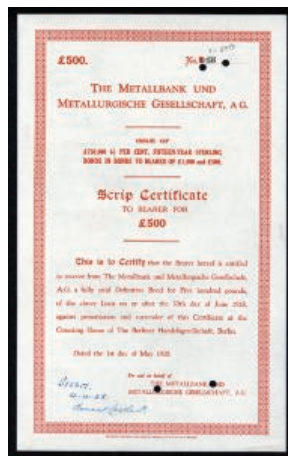 £500.
No.
THE METALLBANK UND
METALLURGISCHE GESELLSCHAFT, A G.
ISSUE OF
£750,000 PER CENT. FIFTEEN-YEAR STERLING
BONDS IN BONDS TO BEARER OF £1,000 and £500.
Scrip Certificate
TO BEARER FOR
£500
This is to Certify that the Bearer hereof is entitled
to receive from The Metallbank und Metallurgische Gesellschaft,
A.G. a fully paid Definitive Bond for Five hundred pounds,
of the above Loan on or after the 15th day of June 1928,
against presentation and surrender of this Certificate at the
Counting House of The Berliner Handelsgesellschaft, Berlin.
Dated the 1st day of May 1928.
For and on behalf of
THE METALLBANK UND
METALLURGISCHE GESELLSCHAFT, A.G.